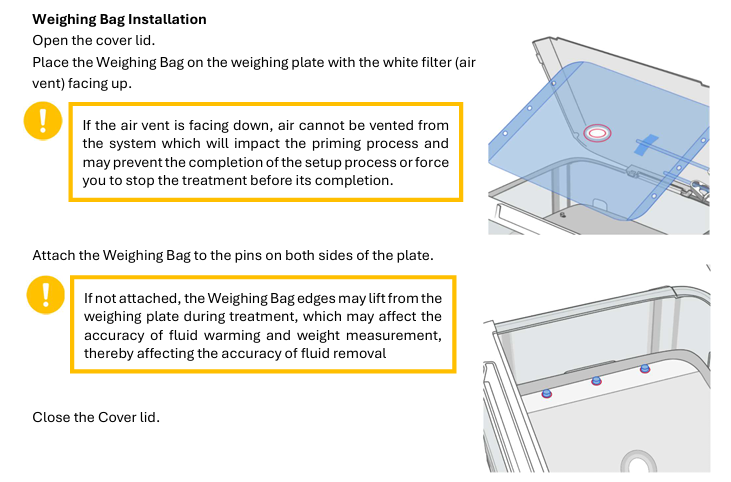 Weighing Bag Installation
Open the cover lid.
Place the Weighing Bag on the weighing plate with the white filter (air
vent) facing up.
If the air vent is facing down, air cannot be vented from
the system which will impact the priming process and
may prevent the completion of the setup process or force
you to stop the treatment before its completion.
Attach the Weighing Bag to the pins on both sides of the plate.
If not attached, the Weighing Bag edges may lift from the
weighing plate during treatment, which may affect the
accuracy of fluid warming and weight measurement,
thereby affecting the accuracy of fluid removal
Close the Cover lid.